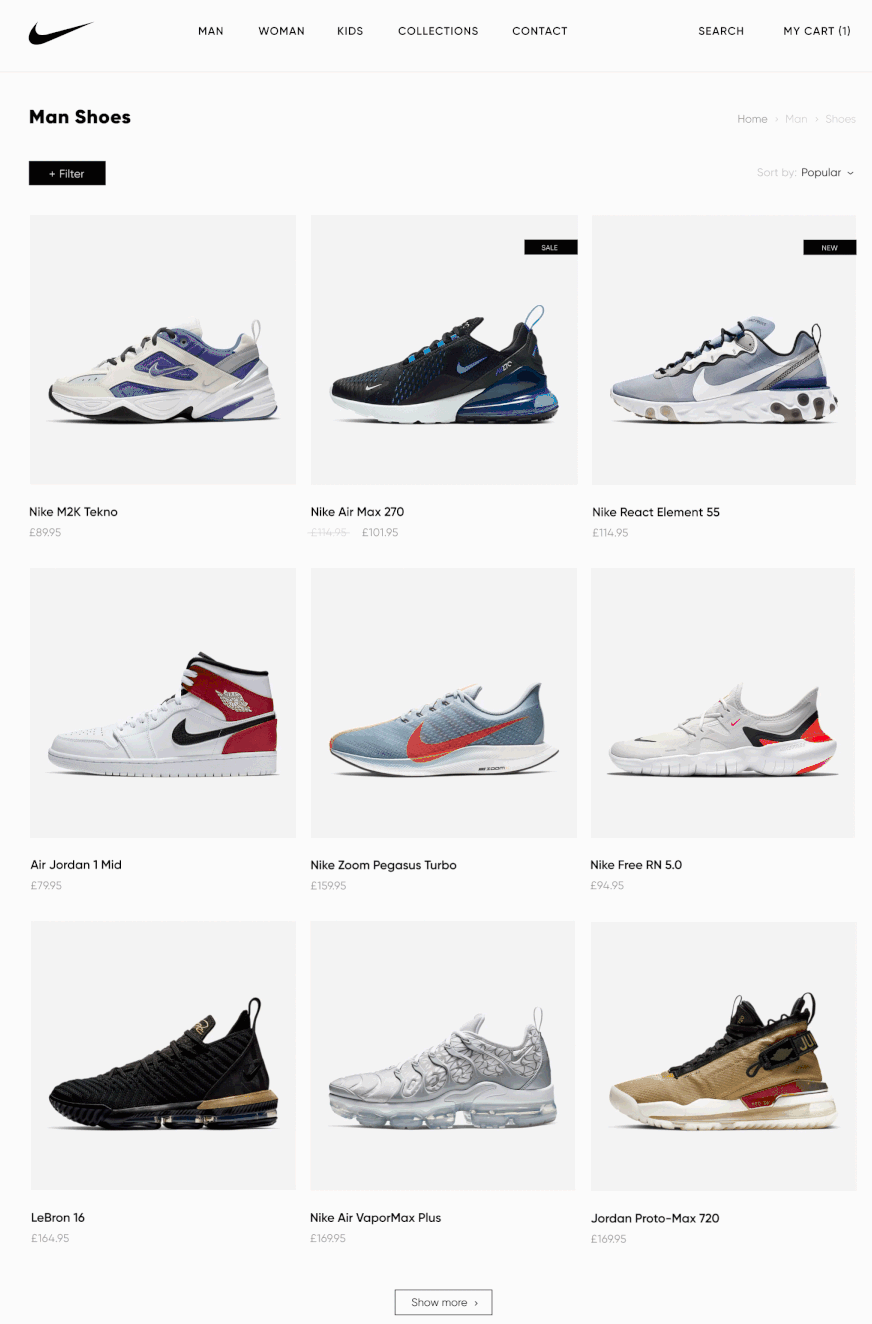 MAN WOMAN KIDS COLLECTIONS CONTACT SEARCH MY CART (1)
Man Shoes
Home › Man › Shoes
+ Filter
Sort by: Popular
SALE
NEW
Nike M2K Tekno
£89.95
Nike Air Max 270
£114.95 £101.95
Nike React Element 55
£114.95
Air Jordan 1 Mid
£79.95
zoom
Nike Zoom Pegasus Turbo
£159.95
Nike Free RN 5.0
£94.95
LeBron 16
£164.95
Nike Air VaporMax Plus
£169.95
JU
Jordan Proto-Max 720
£169.95
Show more ›